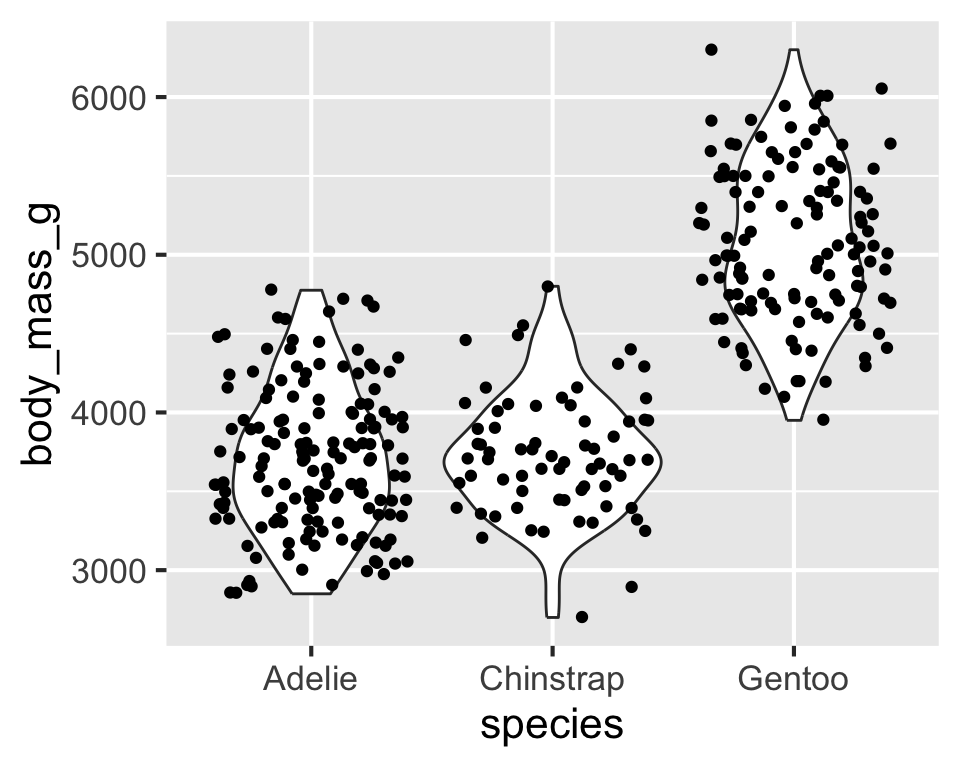 body_mass_g
6000
5000
4000
3000
Adelie
Chinstrap
Gentoo
species